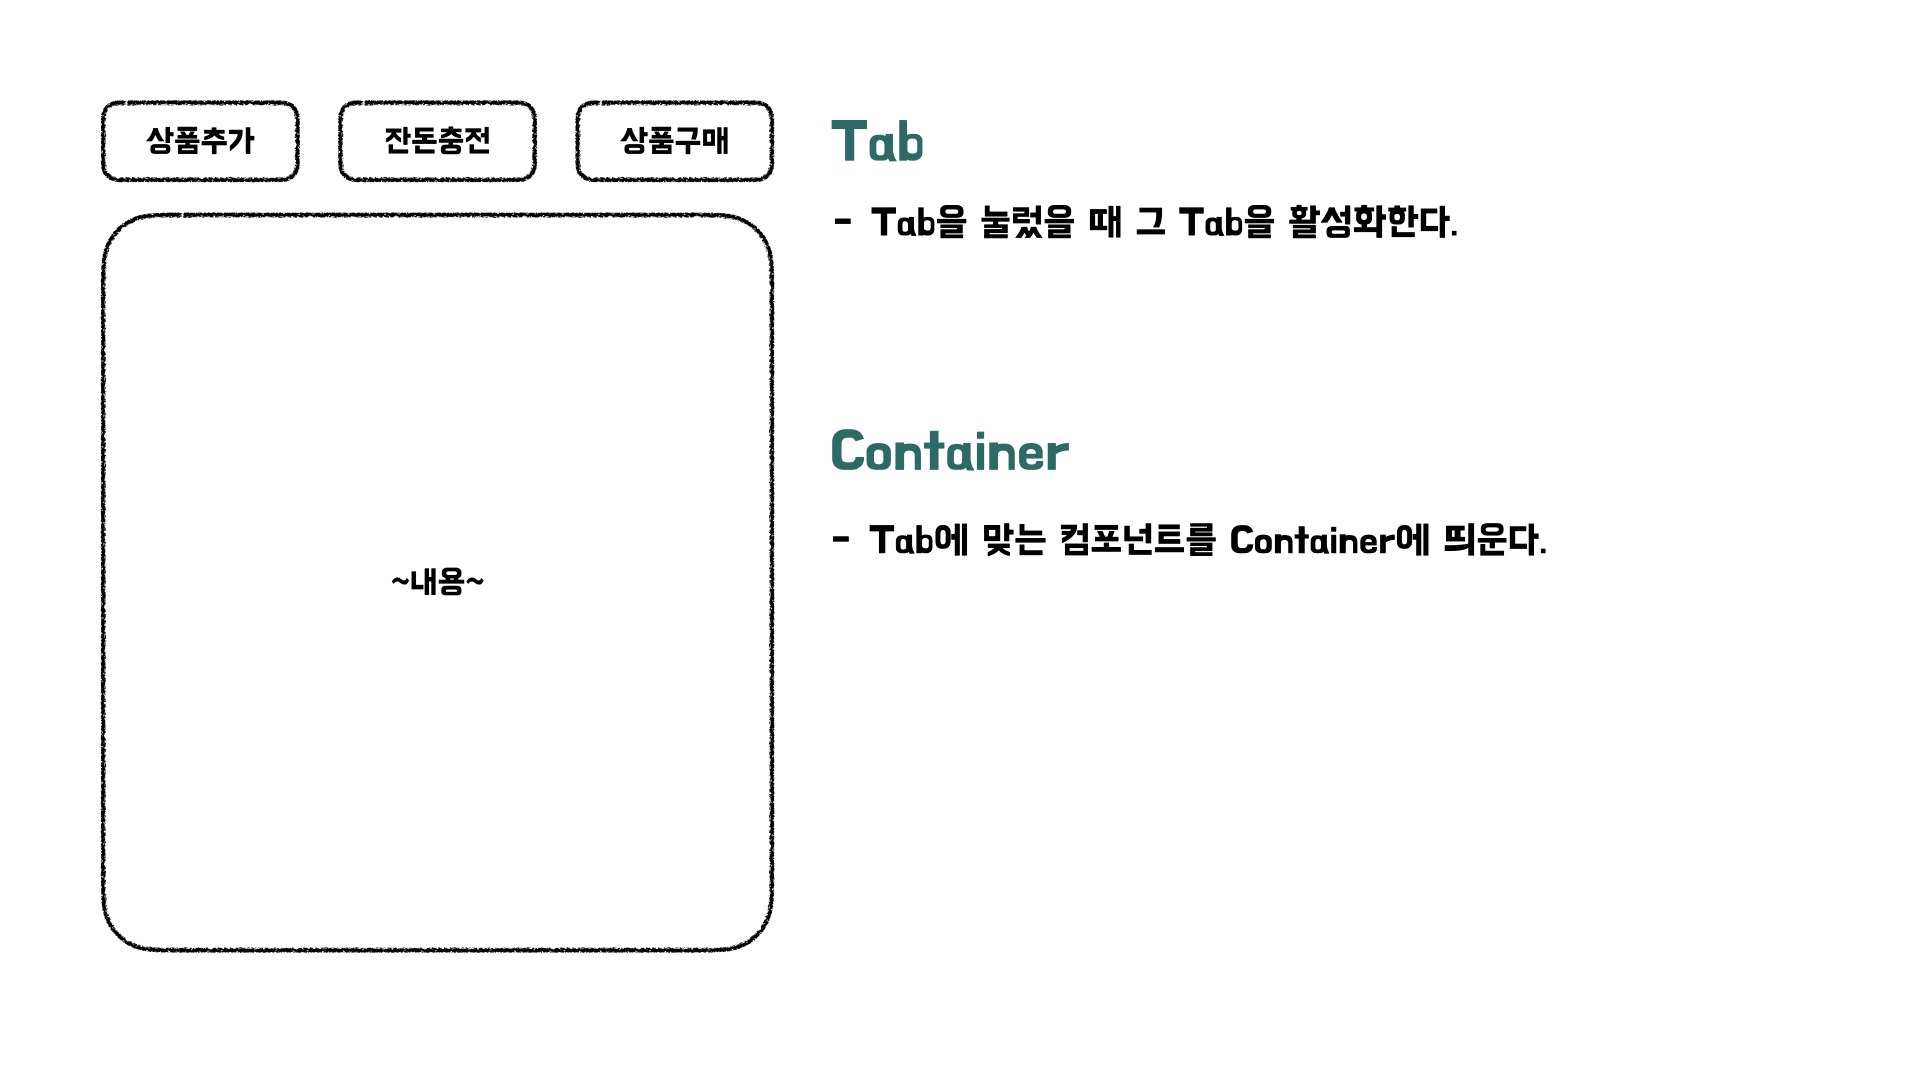 상품추가
잔돈충전
상품구매
~내용~
Tab
- Tab을 눌렀을 때 그 Tab을 활성화한다.
Container
- Tab에 맞는 컴포넌트를 Container에 띄운다.